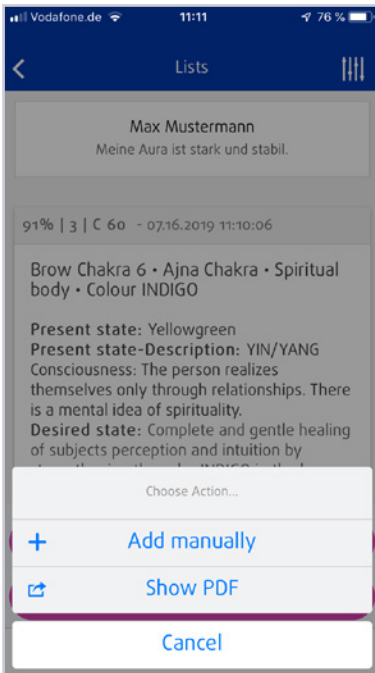 Vodafone.de 11:11 76 %
Lists
Max Mustermann
Meine Aura ist stark und stabil.
91% | 3 | C 60 - 07.16.2019 11:10:06
Brow Chakra 6 • Ajna Chakra • Spiritual
body • Colour INDIGO
Present state: Yellowgreen
Present state-Description: YIN/YANG
Consciousness: The person realizes
themselves only through relationships. There
is a mental idea of spirituality.
Desired state: Complete and gentle healing
of subjects perception and intuition by
Choose Action...
Add manually
Show PDF
Cancel